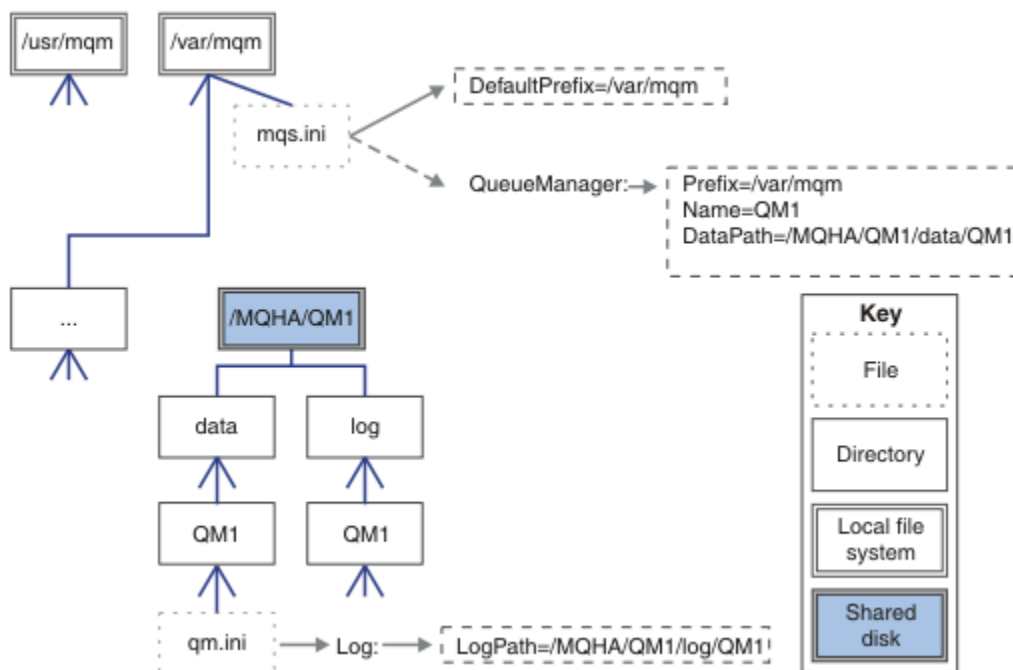 /usr/mqm
/var/mqm
DefaultPrefix=/var/mqm
mqs.ini
QueueManager:
Prefix=/var/mqm
Name=QM1
DataPath=/MQHA/QM1/data/QM1
...
/MQHA/QM1
Key
File
data
log
Directory
QM1
QM1
Local file
system
qm.ini
Log:
LogPath=/MQHA/QM1/log/QM1
Shared
disk